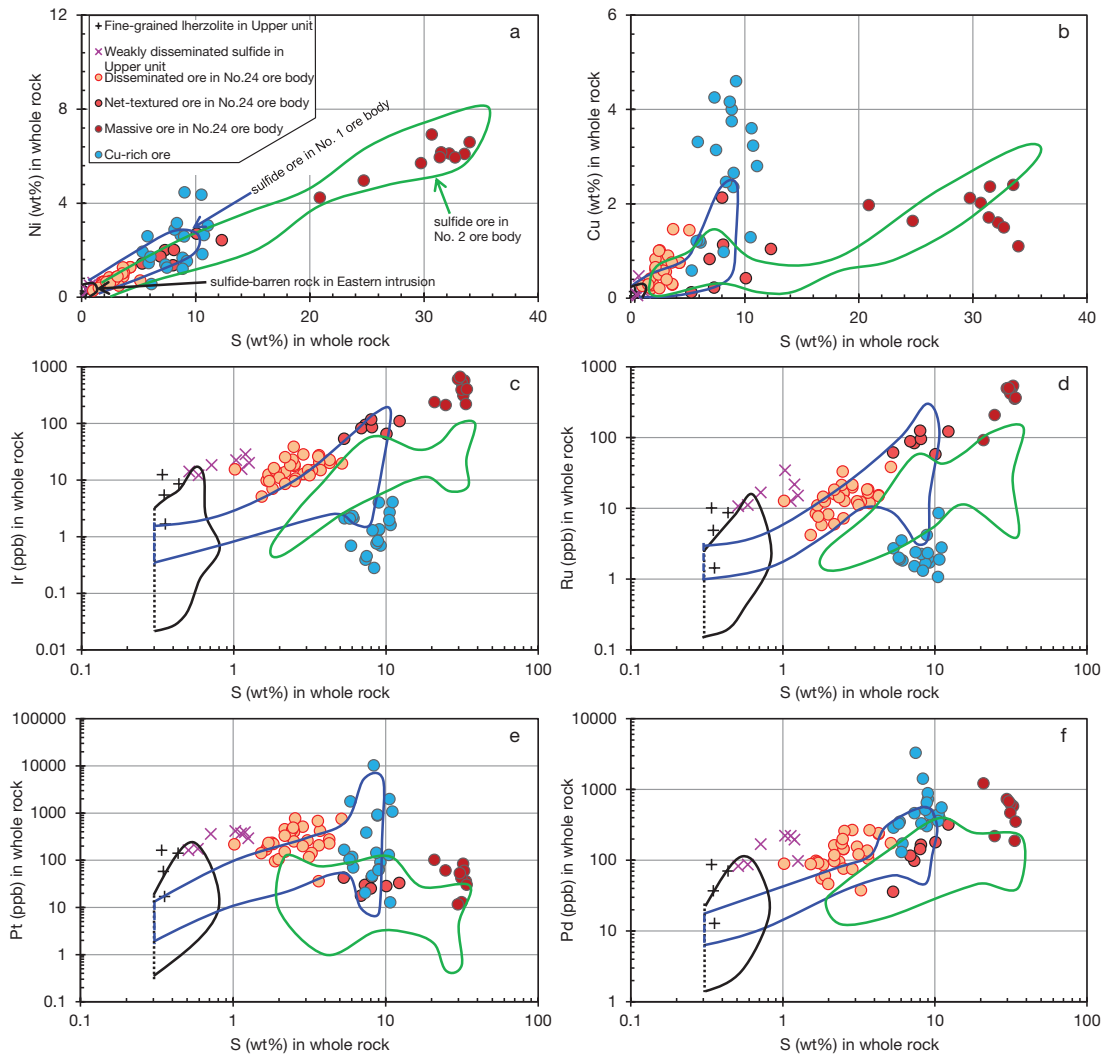 12
a
+Fine-grained lherzolite in Upper unit
×Weakly disseminated sulfide in
Upper unit
Disseminated ore in No.24 ore body
Net-textured ore in No.24 ore body
Massive ore in No.24 ore body
Cu-rich ore
sulfide ore in No. 1 ore body
sulfide ore in
No. 2 ore body
sulfide-barren rock in Eastern intrusion
8
4
0
Ni (wt%) in whole rock
0 10 20 30 40
S (wt%) in whole rock
6
b
4
2
0
Cu (wt%) in whole rock
0 10 20 30 40
S (wt%) in whole rock
1000
c
100
10
1
0.1
0.01
Ir (ppb) in whole rock
0.1 1 10 100
S (wt%) in whole rock
1000
d
100
10
1
0.1
Ru (ppb) in whole rock
0.1 1 10 100
S (wt%) in whole rock
100000
e
10000
1000
100
10
1
0.1
Pt (ppb) in whole rock
0.1 1 10 100
S (wt%) in whole rock
10000
f
1000
100
10
1
Pd (ppb) in whole rock
0.1 1 10 100
S (wt%) in whole rock